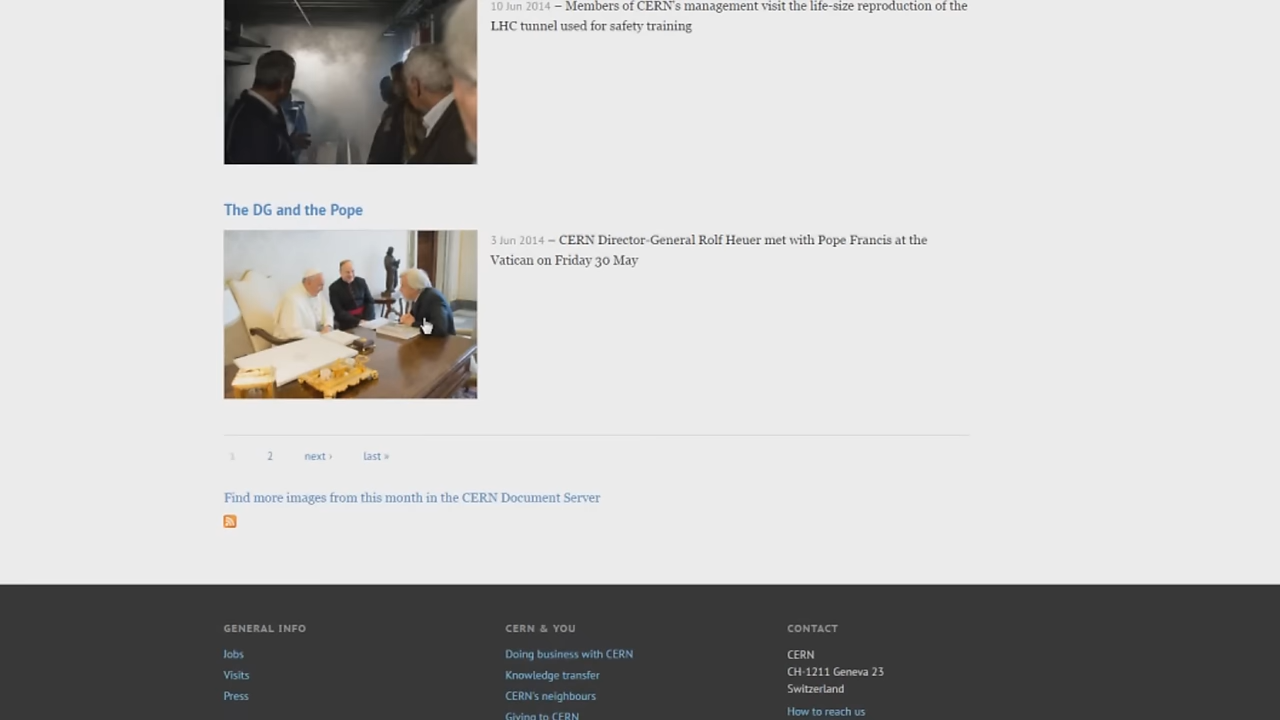 10 Jun 2014 – Members of CERN's management visit the life-size reproduction of the
LHC tunnel used for safety training
The DG and the Pope
3 Jun 2014 – CERN Director-General Rolf Heuer met with Pope Francis at the
Vatican on Friday 30 May
1 2 next › last »
Find more images from this month in the CERN Document Server
GENERAL INFO
Jobs
Visits
Press
CERN & YOU
Doing business with CERN
Knowledge transfer
CERN's neighbours
Giving to CERN
CONTACT
CERN
CH-1211 Geneva 23
Switzerland
How to reach us